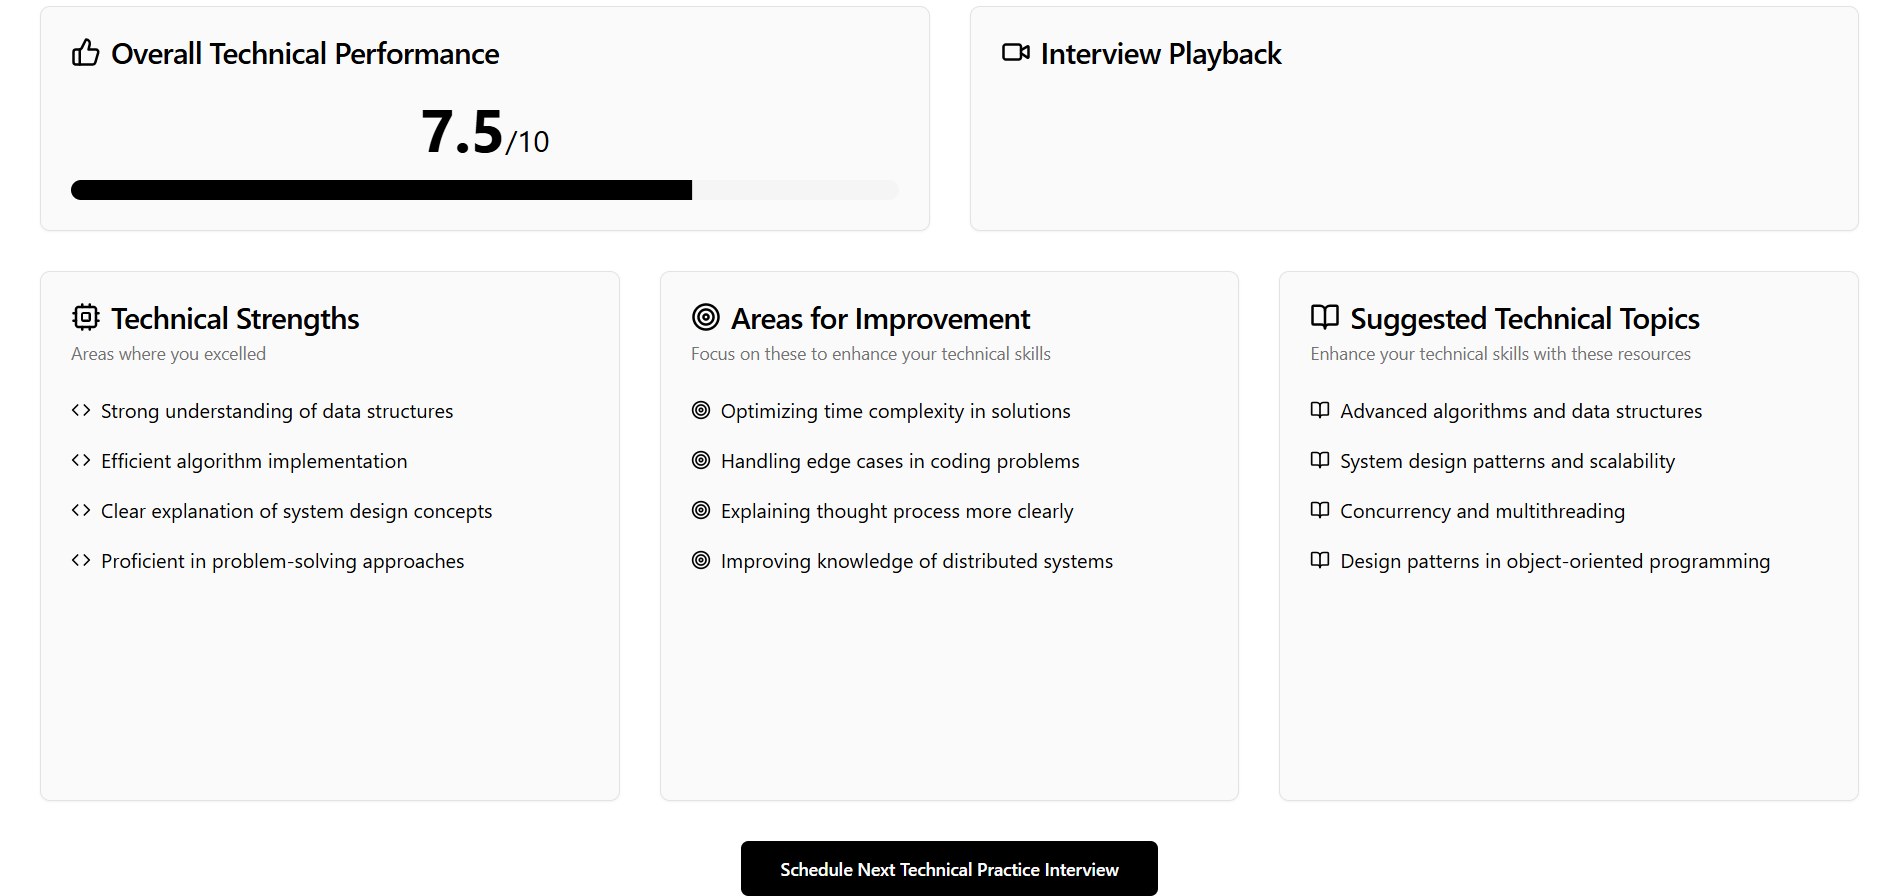 Overall Technical Performance
7.5/10
Interview Playback
Technical Strengths
Areas where you excelled
Strong understanding of data structures
Efficient algorithm implementation
Clear explanation of system design concepts
Proficient in problem-solving approaches
Areas for Improvement
Focus on these to enhance your technical skills
Optimizing time complexity in solutions
Handling edge cases in coding problems
Explaining thought process more clearly
Improving knowledge of distributed systems
Suggested Technical Topics
Enhance your technical skills with these resources
Advanced algorithms and data structures
System design patterns and scalability
Concurrency and multithreading
Design patterns in object-oriented programming
Schedule Next Technical Practice Interview